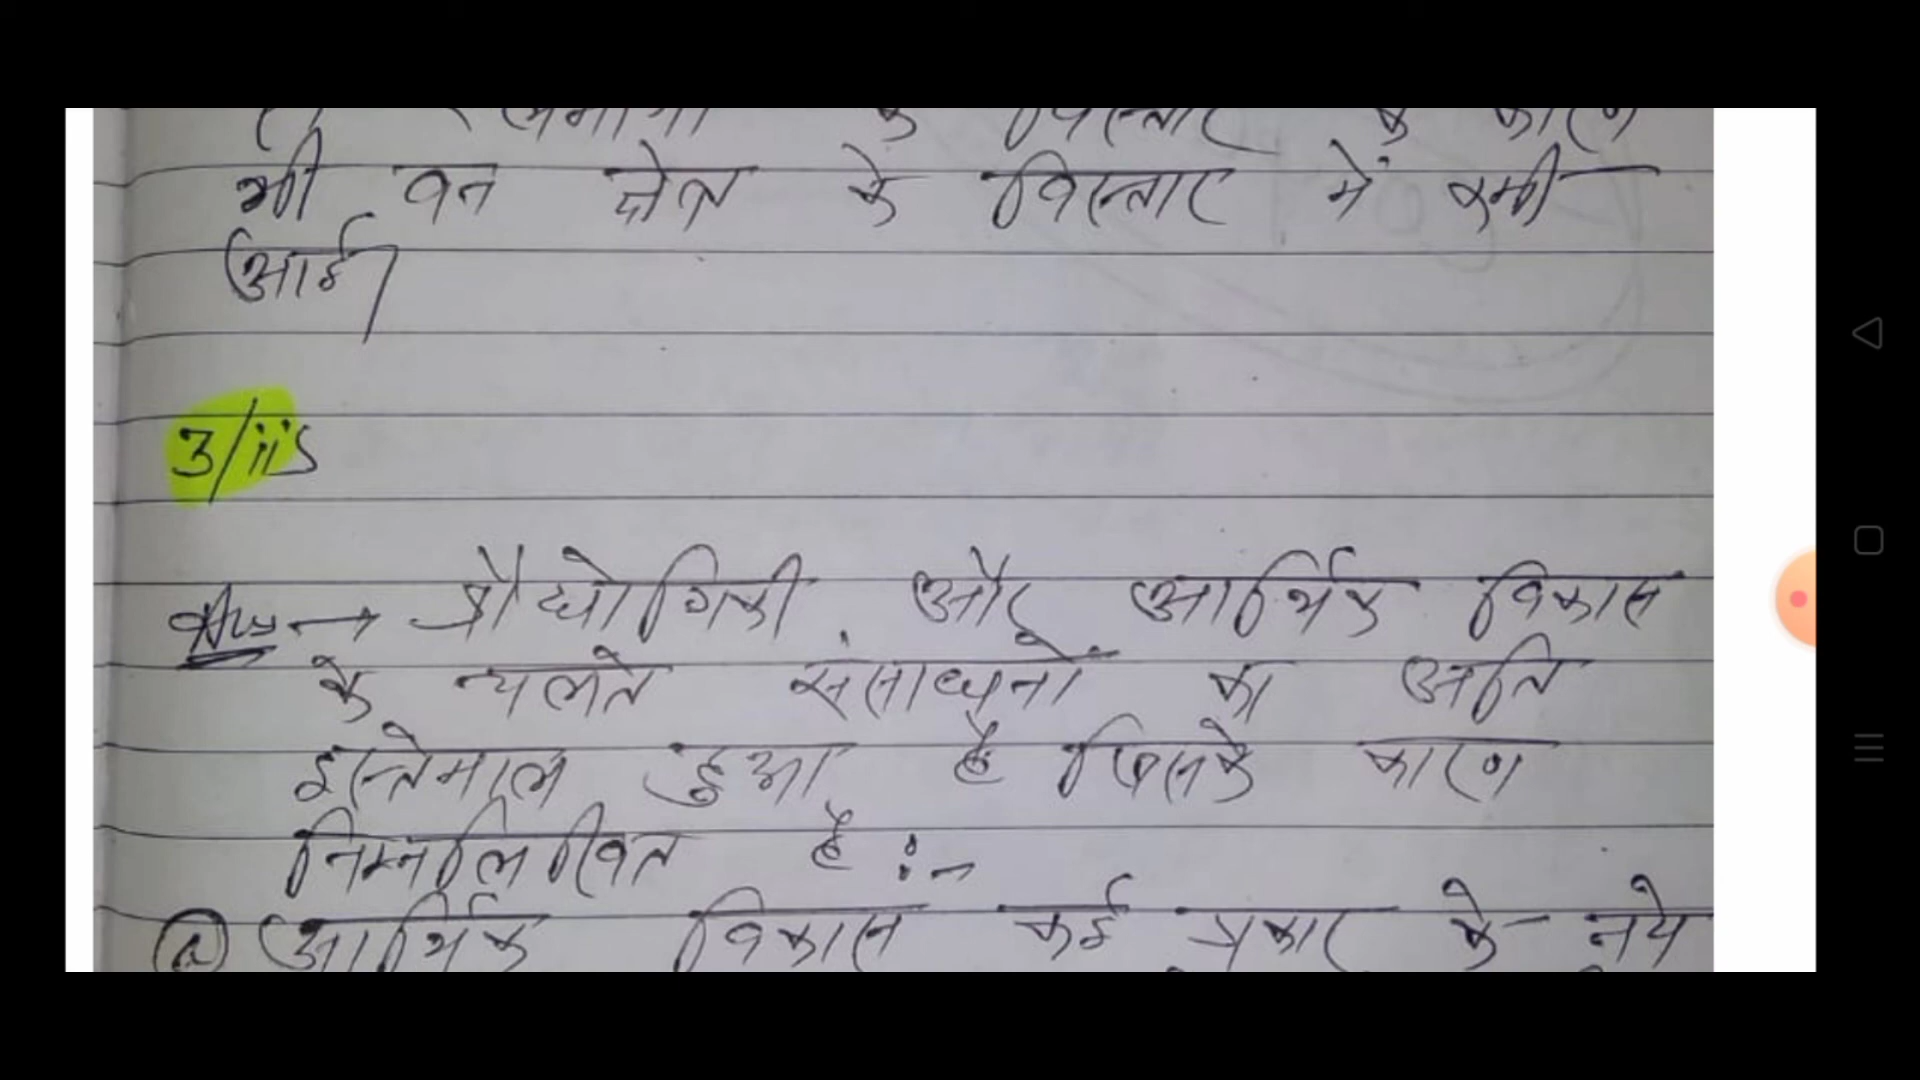 के विस्तार के कारण
भी वन क्षेत्र के विस्तार में कमी
आई।
3/ii>
Ans → प्रौद्योगिकी और आर्थिक विकास
के चलते संसाधनों का अति
इस्तेमाल हुआ है जिसके कारण
निम्नलिखित है :-
(a) आर्थिक विकास कई प्रकार के नये